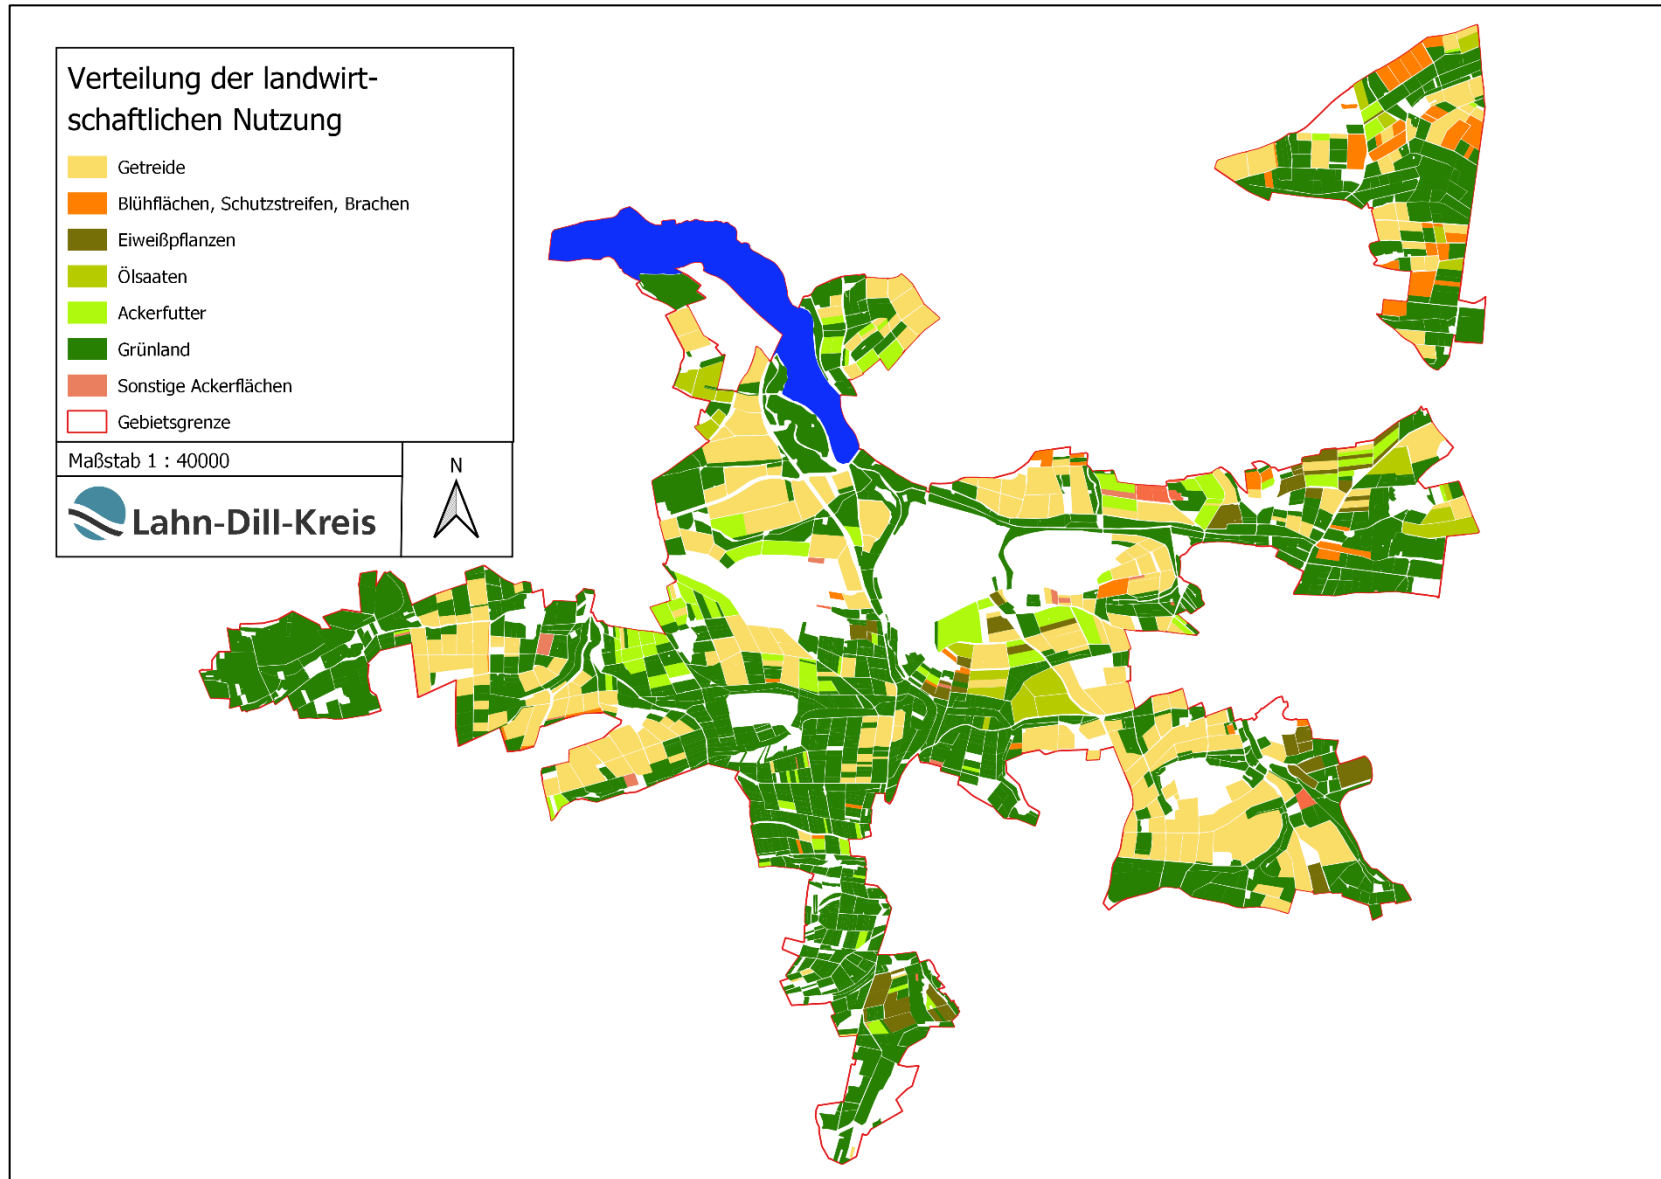 Verteilung der landwirt-
schaftlichen Nutzung
Getreide
Blühflächen, Schutzstreifen, Brachen
Eiweißpflanzen
Ölsaaten
Ackerfutter
Grünland
Sonstige Ackerflächen
Gebietsgrenze
Maßstab 1 : 40000
N
Lahn-Dill-Kreis